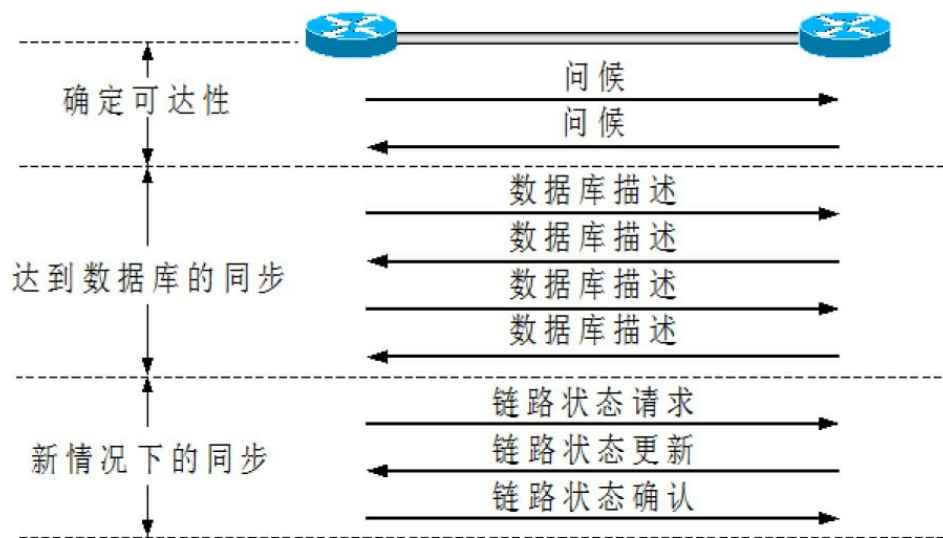 问候
确定可达性
问候
数据库描述
数据库描述
达到数据库的同步
数据库描述
数据库描述
链路状态请求
新情况下的同步
链路状态更新
链路状态确认